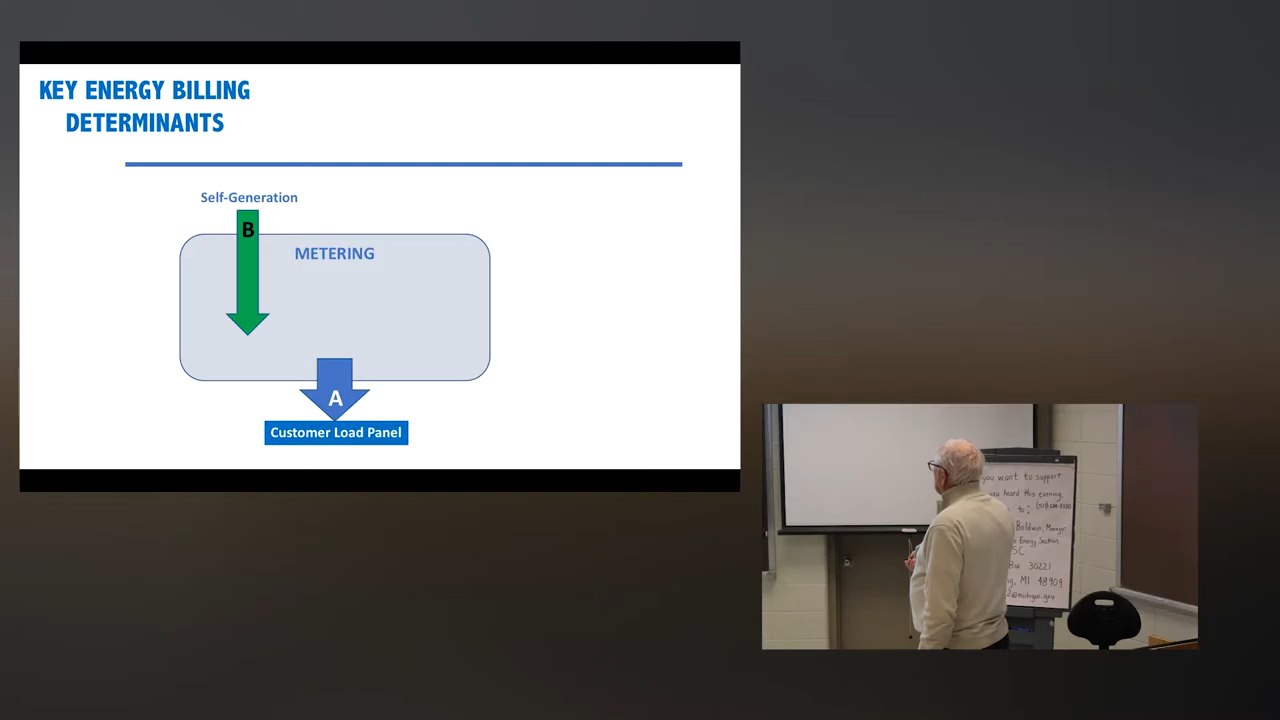 KEY ENERGY BILLING
DETERMINANTS
Self-Generation
B
METERING
A
Customer Load Panel
you want to support
you heard this evening,
to:
Baldwin, Manager
Energy Section
SC
Box 30221
MI 48909
2@michigan.gov